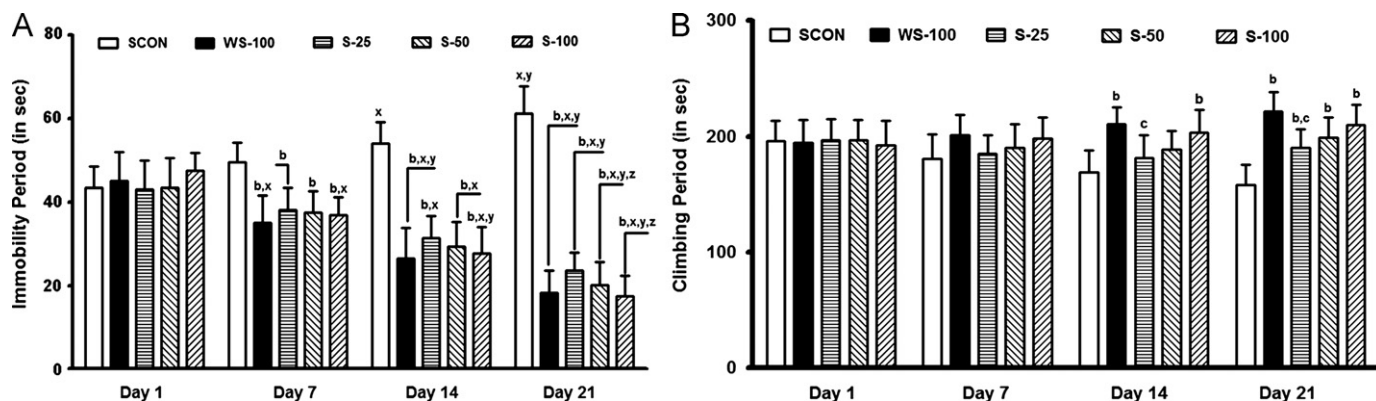 A
80
SCON WS-100 S-25 S-50 S-100
Immobility Period (in sec)
60
40
20
0
b,x
b
b
b,x
x
b,x,y
b,x
b,x
b,x,y
x,y
b,x,y
b,x,y
b,x,y,z
b,x,y,z
Day 1 Day 7 Day 14 Day 21
B
300
SCON WS-100 S-25 S-50 S-100
Climbing Period (in sec)
200
100
0
b
c
b
b
b,c
b
b
Day 1 Day 7 Day 14 Day 21